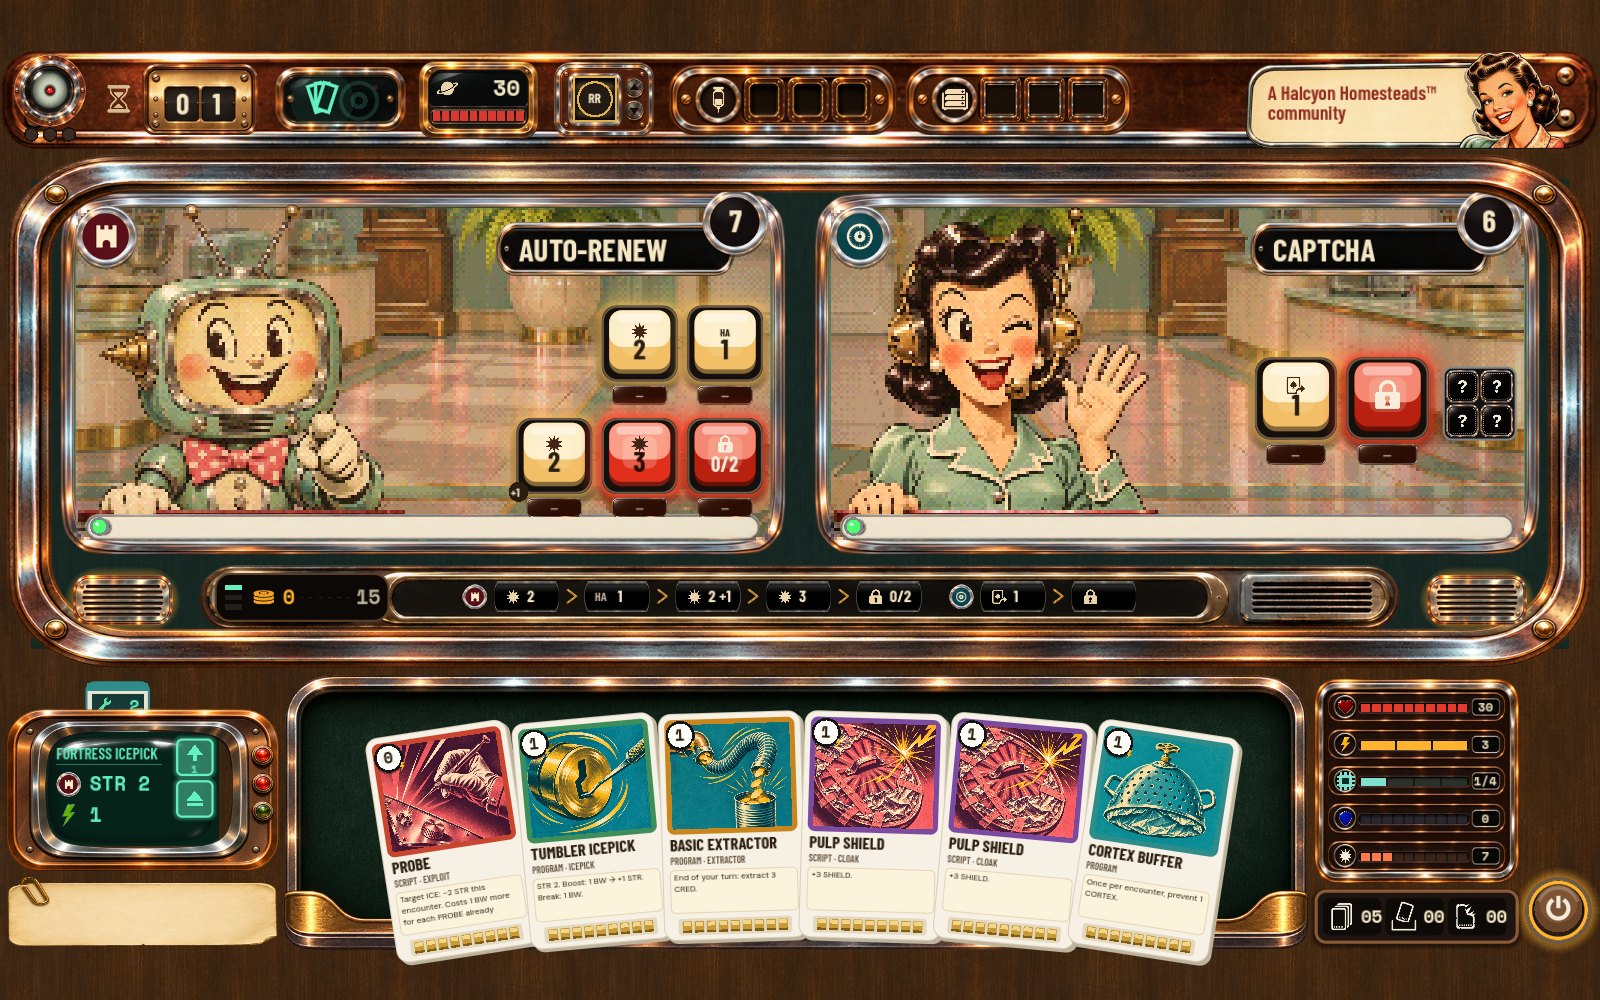 01
30
RR
A Halcyon Homesteads™
community
AUTO-RENEW
7
2
HA
1
2
+1
3
0/2
CAPTCHA
6
1
? ?
? ?
0 15
2 > HA 1 > 2 +1 > 3 > 0/2
1 >
2
FORTRESS ICEPICK
STR 2
1
1
0
PROBE
SCRIPT · EXPLOIT
Target ICE: −2 STR this
encounter. Costs 1 BW more
for each PROBE already
1
TUMBLER ICEPICK
PROGRAM · ICEPICK
STR 2. Boost: 1 BW → +1 STR.
Break: 1 BW.
1
BASIC EXTRACTOR
PROGRAM · EXTRACTOR
End of your turn: extract 3
CRED.
1
PULP SHIELD
SCRIPT · CLOAK
+3 SHIELD.
1
PULP SHIELD
SCRIPT · CLOAK
+3 SHIELD.
1
CORTEX BUFFER
PROGRAM
Once per encounter, prevent 1
CORTEX.
30
3
1/4
0
7
05 00 00